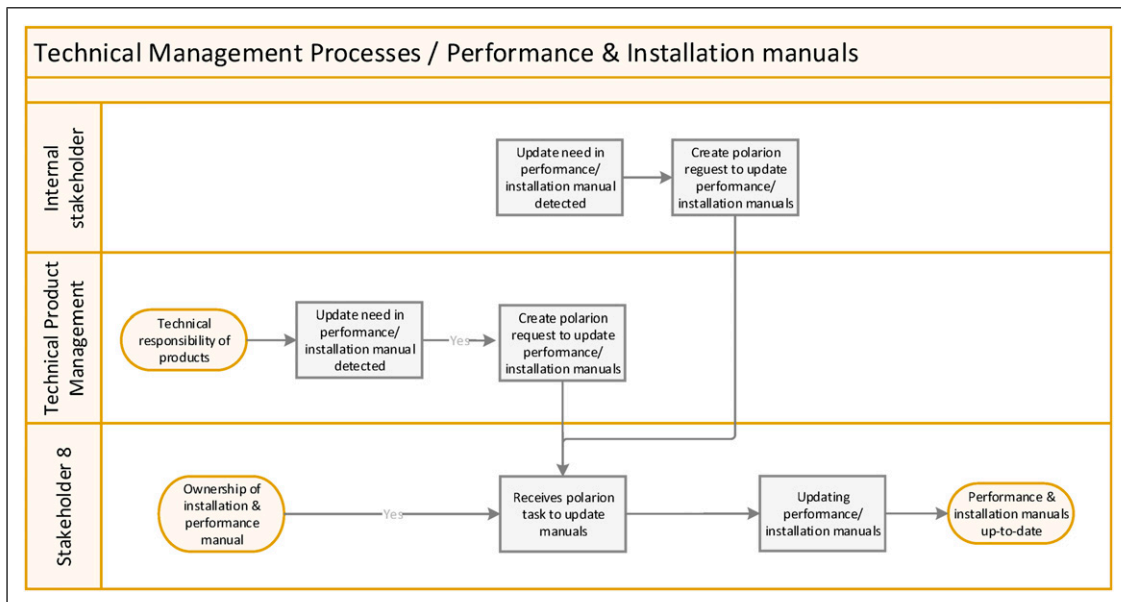 Technical Management Processes / Performance & Installation manuals
Internal
stakeholder
Update need in
performance/
installation manual
detected
Create polarion
reguest to update
performance/
installation manuals
Technical Product
Management
Technical
responsibility of
products
Update need in
performance/
installation manual
detected
Yes
Create polarion
request to update
performance/
installation manuals
Stakeholder 8
Ownership of
installation &
performance
manual
Yes
Receives polarion
task to update
manuals
Updating
performance/
installation manuals
Performance &
installation manuals
up-to-date